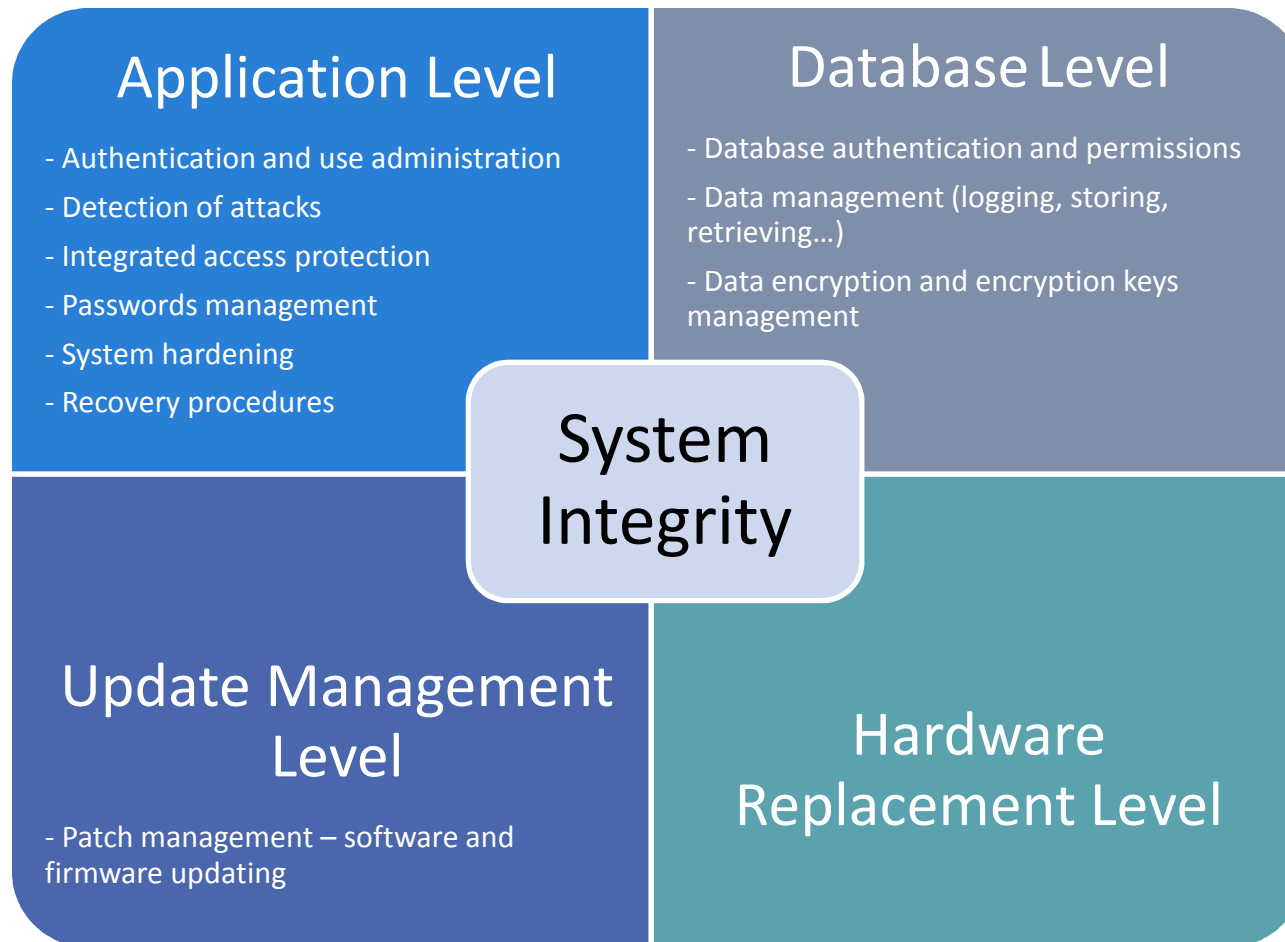 Application Level
- Authentication and use administration
- Detection of attacks
- Integrated access protection
- Passwords management
- System hardening
- Recovery procedures
Database Level
- Database authentication and permissions
- Data management (logging, storing,
retrieving…)
- Data encryption and encryption keys
management
System
Integrity
Update Management
Level
- Patch management – software and
firmware updating
Hardware
Replacement Level